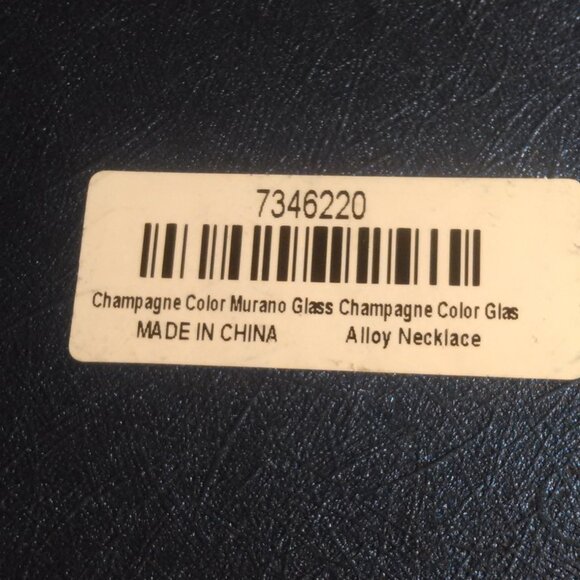 7346220
Champagne Color Murano Glass Champagne Color Glas
MADE IN CHINA Alloy Necklace